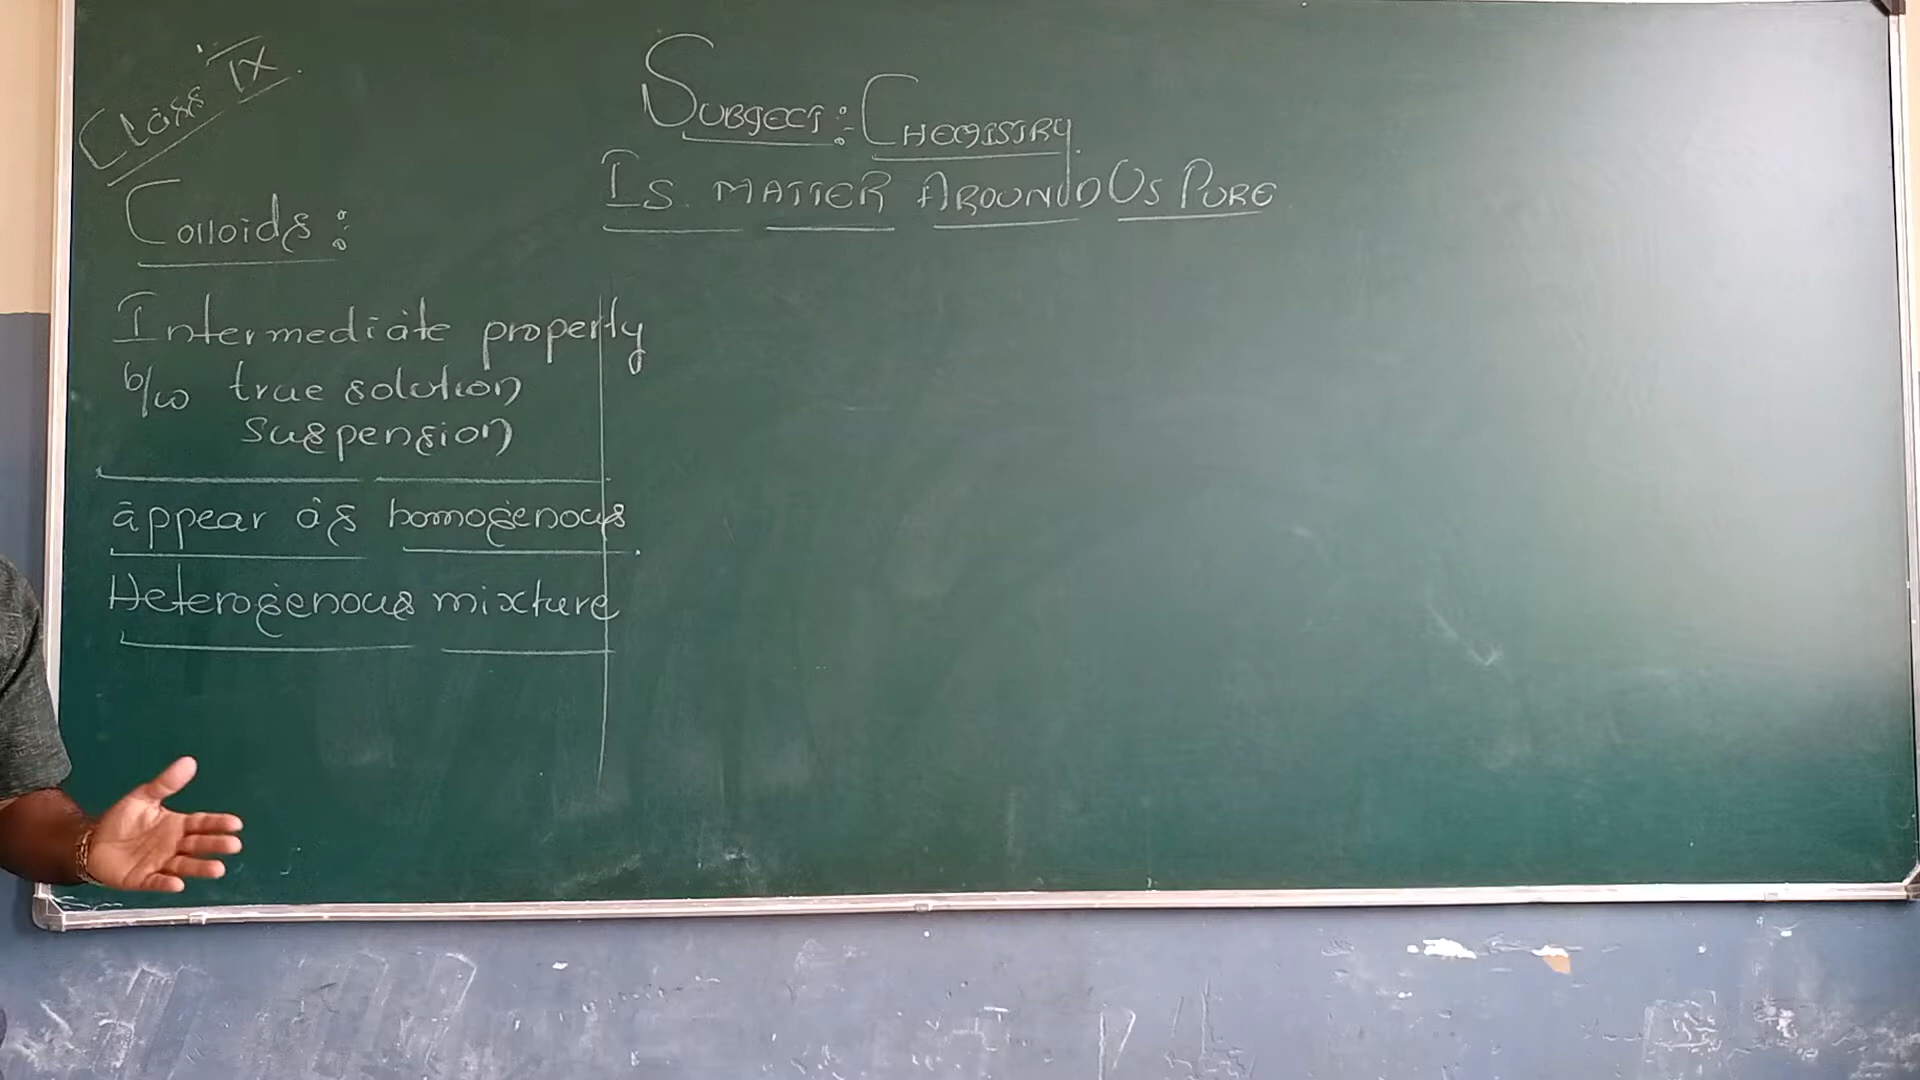 Class IX
SUBJECT:- CHEMISTRY
IS MATTER AROUND US PURE
Colloids:
Intermediate property
b/w true solution
suspension
appear as homogenous
Heterogenous mixture